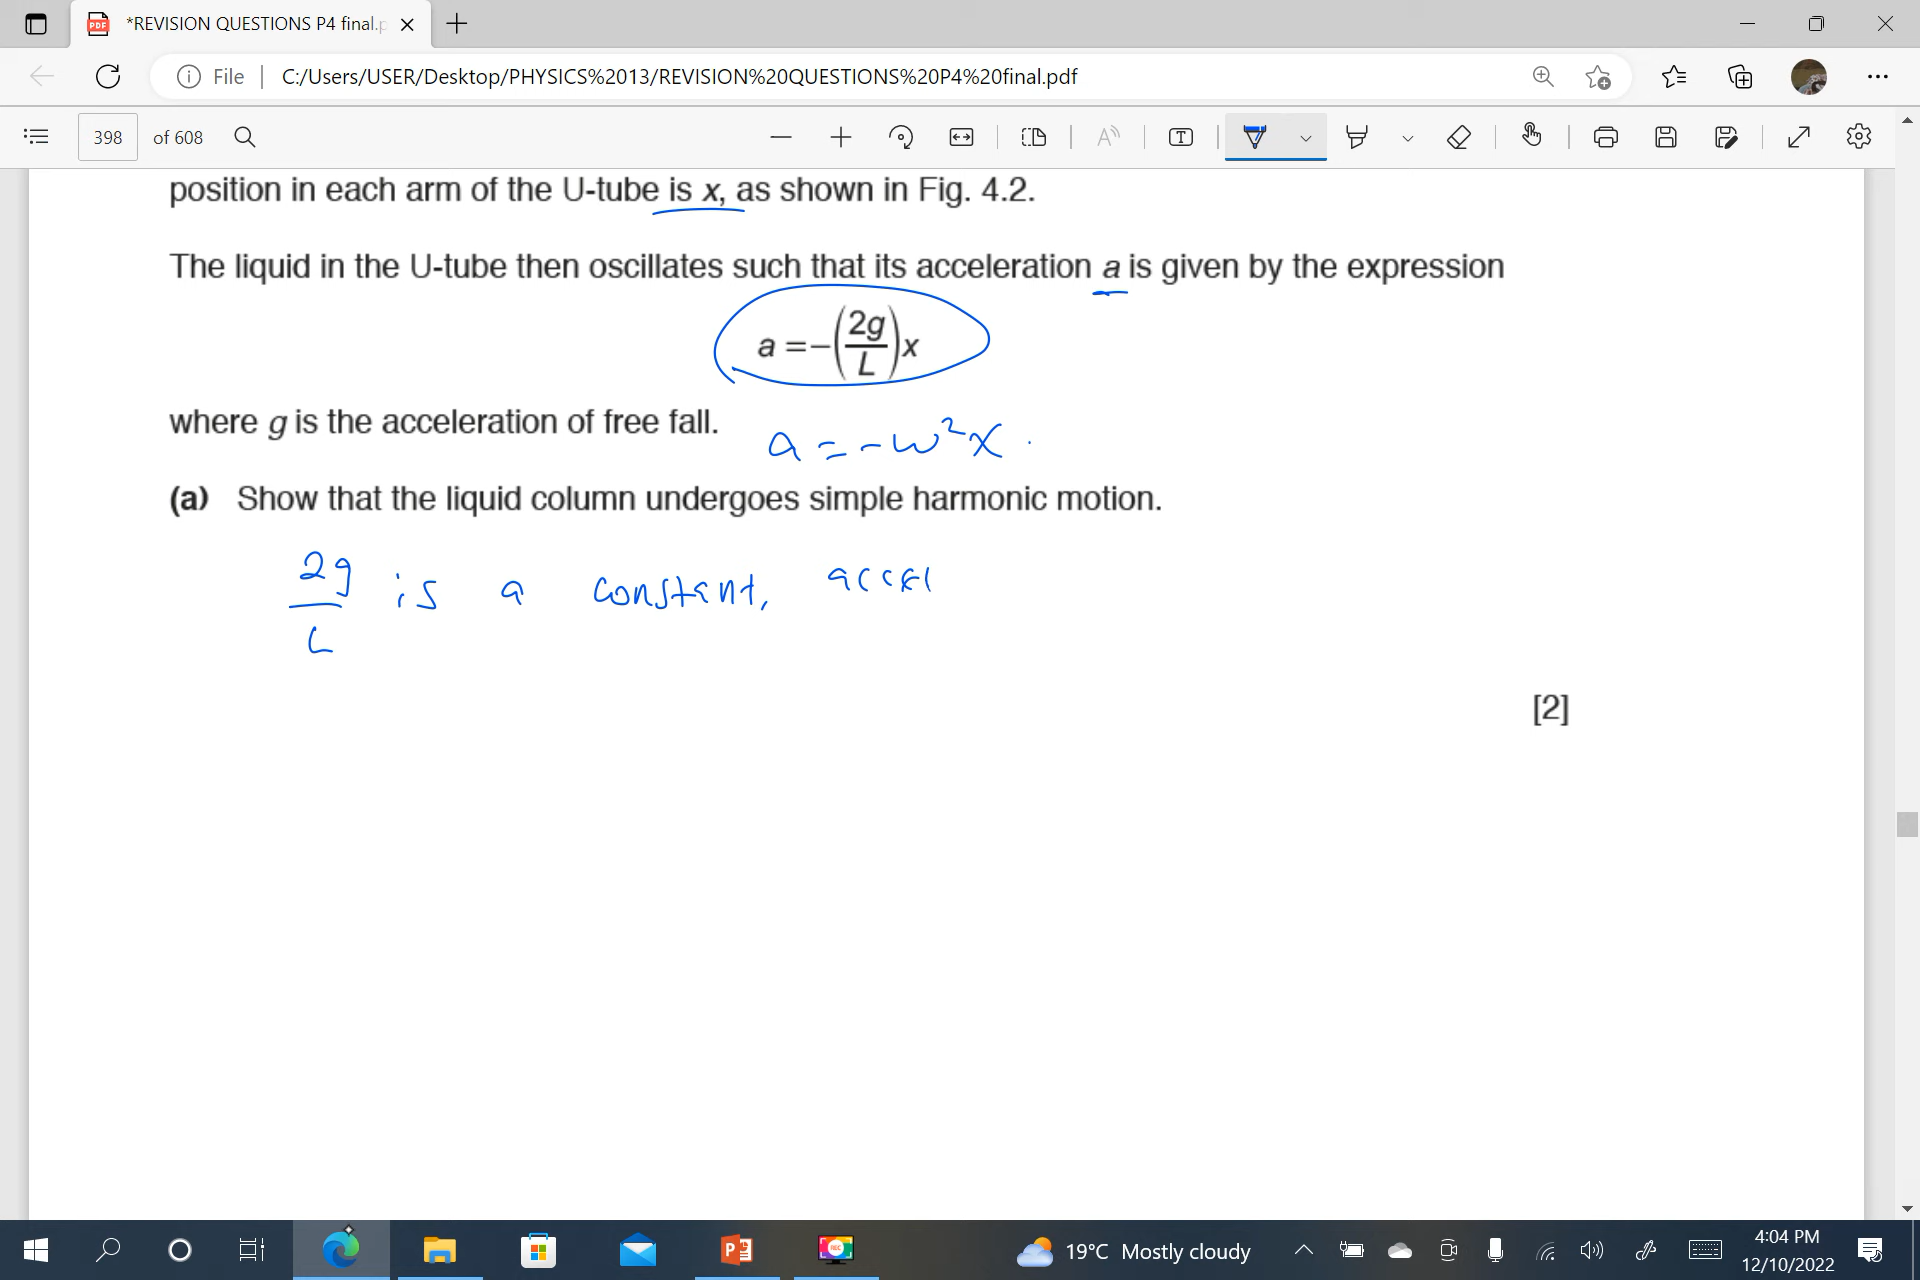 *REVISION QUESTIONS P4 final.p
File
C:/Users/USER/Desktop/PHYSICS%2013/REVISION%20QUESTIONS%20P4%20final.pdf
398 of 608
position in each arm of the U-tube is x, as shown in Fig. 4.2.
The liquid in the U-tube then oscillates such that its acceleration a is given by the expression
a = −(2g/L)x
where g is the acceleration of free fall.
a = -ω²x .
(a) Show that the liquid column undergoes simple harmonic motion.
2g/L is a constant, accel
[2]
19°C Mostly cloudy
4:04 PM
12/10/2022